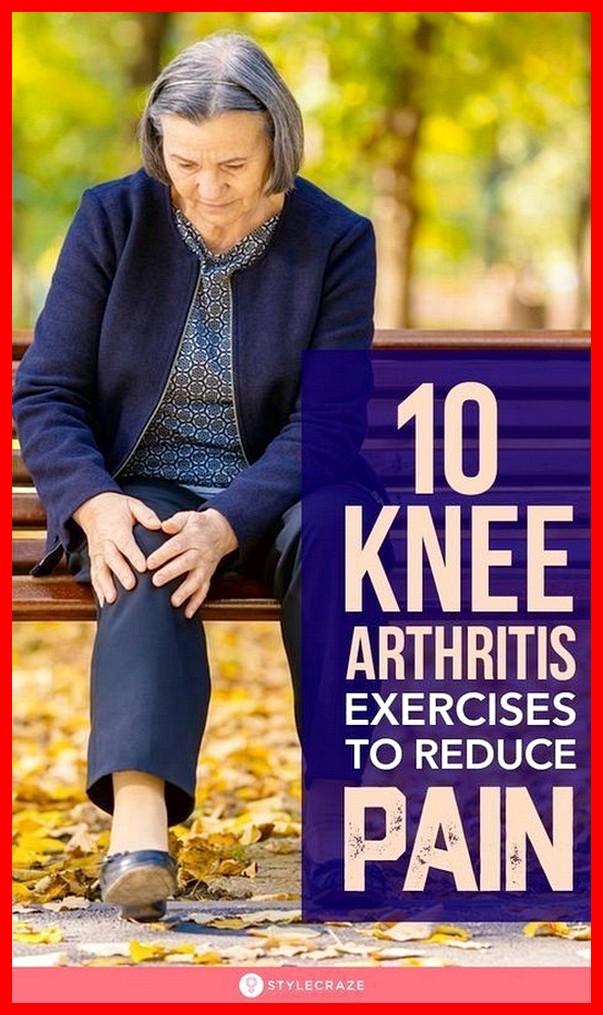 10
KNEE
ARTHRITIS
EXERCISES
TO REDUCE
PAIN
STYLECRAZE